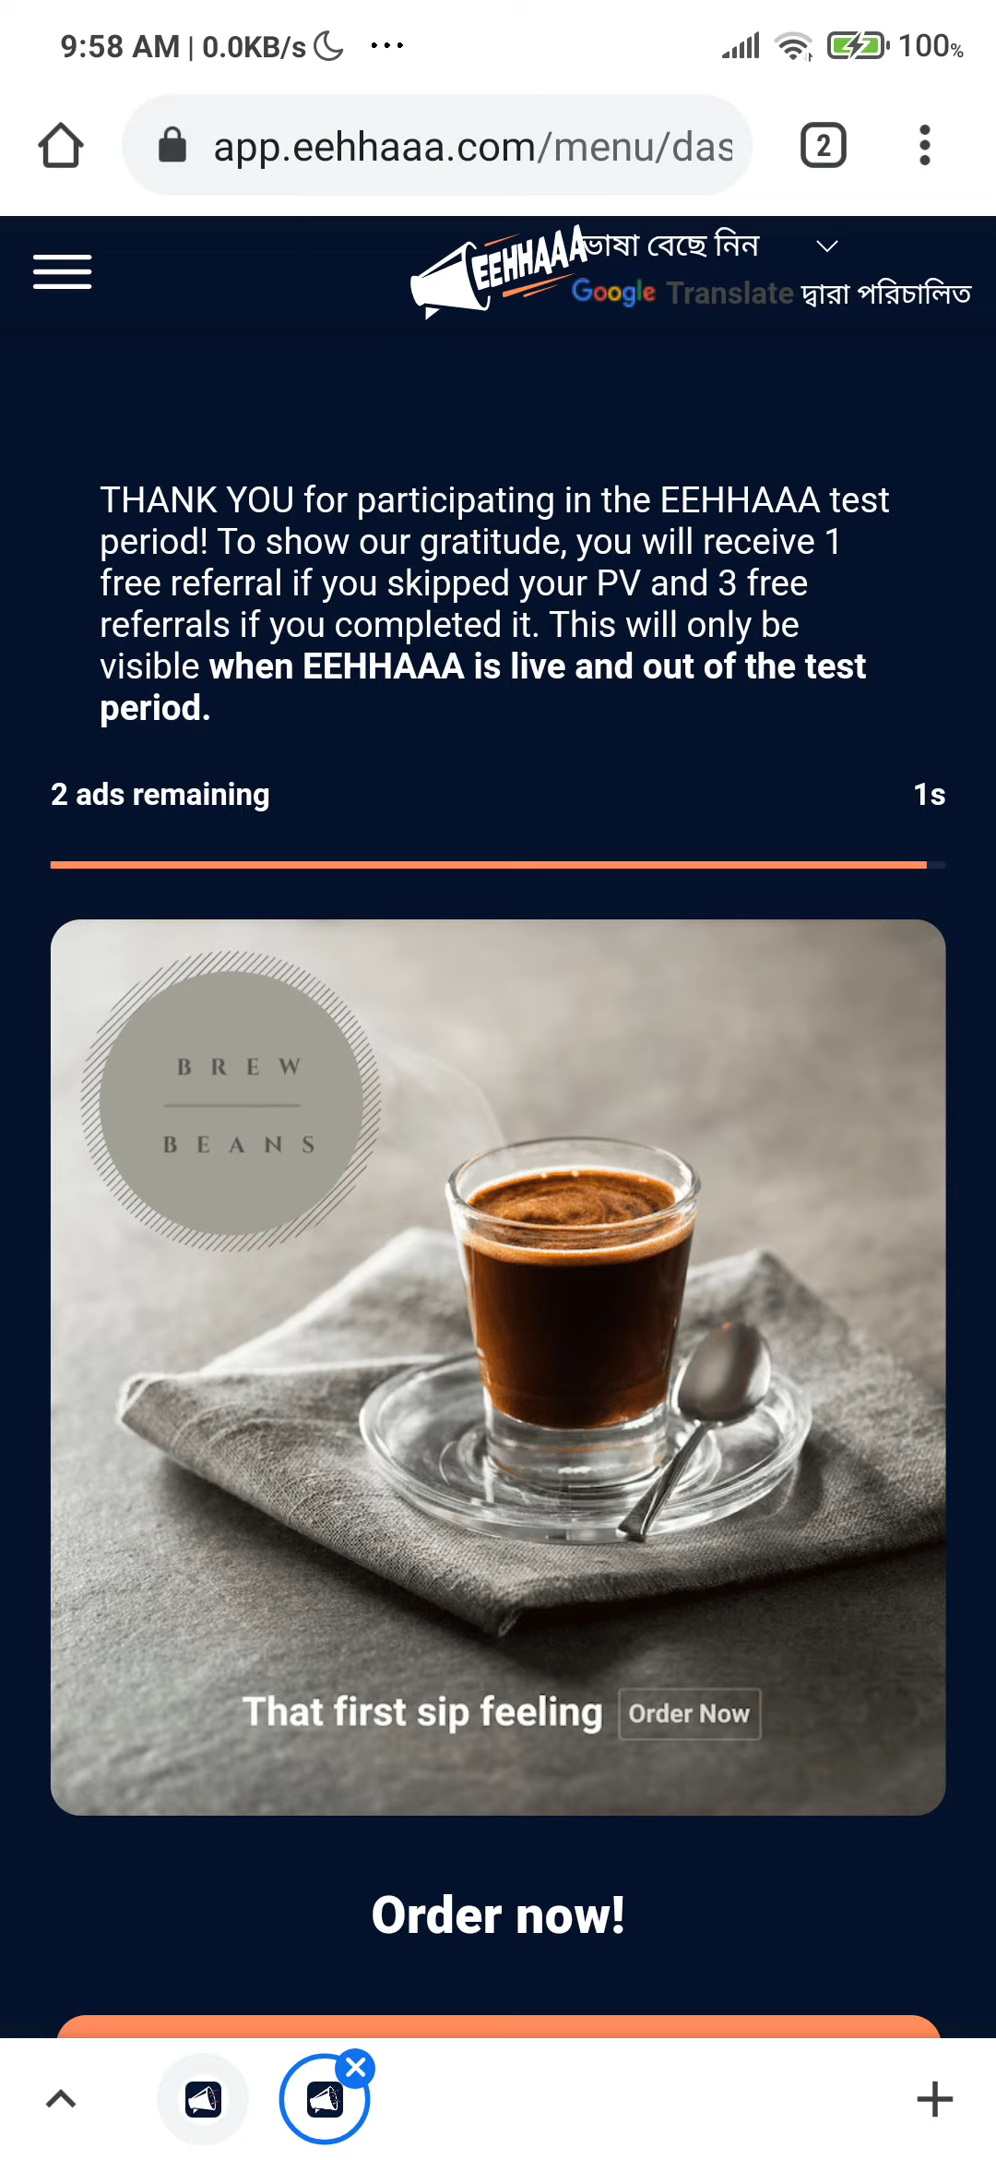 9:58 AM | 0.0KB/s ... 100%
app.eehhaaa.com/menu/das
2
EEHHAAA
ভাষা বেছে নিন
Google Translate দ্বারা পরিচালিত
THANK YOU for participating in the EEHHAAA test
period! To show our gratitude, you will receive 1
free referral if you skipped your PV and 3 free
referrals if you completed it. This will only be
visible when EEHHAAA is live and out of the test
period.
2 ads remaining 1s
BREW
BEANS
That first sip feeling Order Now
Order now!